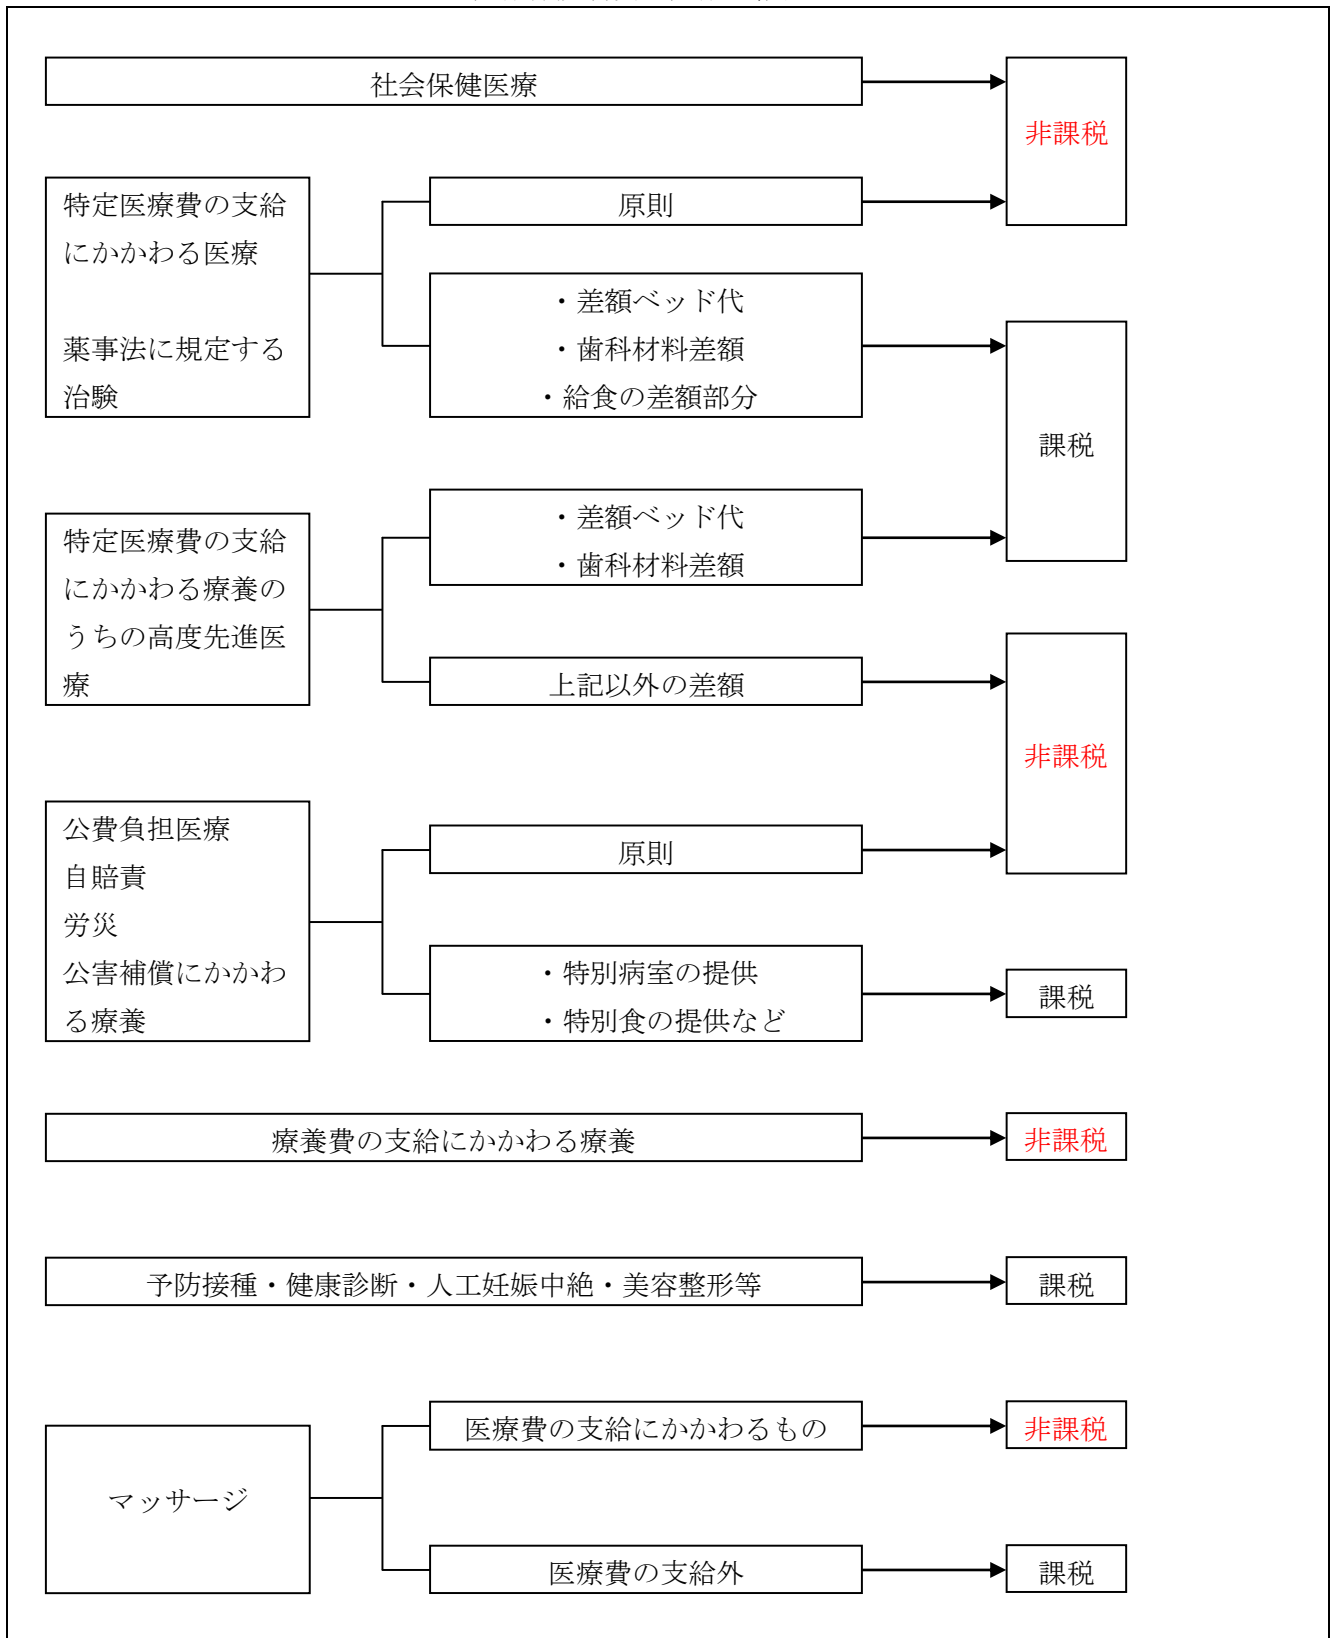 社会保健医療
非課税
特定医療費の支給
にかかわる医療
薬事法に規定する
治験
原則
・差額ベッド代
・歯科材料差額
・給食の差額部分
課税
特定医療費の支給
にかかわる療養の
うちの高度先進医
療
・差額ベッド代
・歯科材料差額
上記以外の差額
非課税
公費負担医療
自賠責
労災
公害補償にかかわ
る療養
原則
・特別病室の提供
・特別食の提供など
課税
療養費の支給にかかわる療養
非課税
予防接種・健康診断・人工妊娠中絶・美容整形等
課税
マッサージ
医療費の支給にかかわるもの
非課税
医療費の支給外
課税